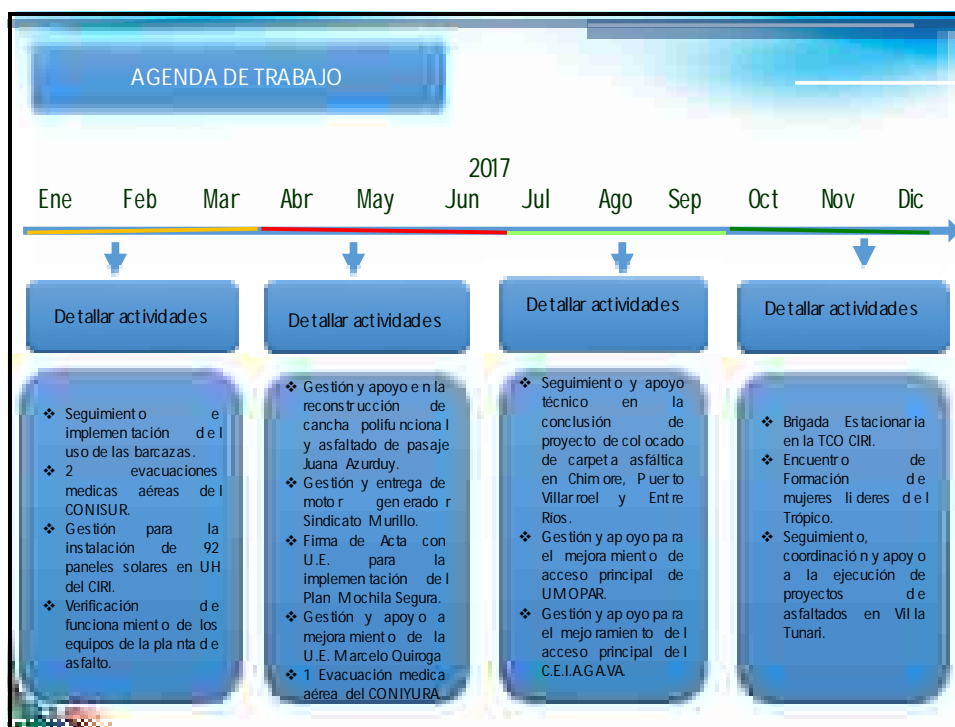 AGENDA DE TRABAJO
2017
Ene Feb Mar Abr May Jun Jul Ago Sep Oct Nov Dic
Detallar actividades
❖ Seguimiento e
implementación del
uso de las barcazas.
❖ 2 evacuaciones
medicas aéreas del
CONISUR.
❖ Gestión para la
instalación de 92
paneles solares en UH
del CIRI.
❖ Verificación de
funcionamiento de los
equipos de la planta de
asfalto.
Detallar actividades
❖ Gestión y apoyo en la
reconstrucción de
cancha polifuncional
y asfaltado de pasaje
Juana Azurduy.
❖ Gestión y entrega de
motor generador
Sindicato Murillo.
❖ Firma de Acta con
U.E. para la
implementación del
Plan Mochila Segura.
❖ Gestión y apoyo a
mejoramiento de la
U.E. Marcelo Quiroga
❖ 1 Evacuación medica
aérea del CONIYURA.
Detallar actividades
❖ Seguimiento y apoyo
técnico en la
conclusión de
proyecto de colocado
de carpeta asfáltica
en Chimore, Puerto
Villarroel y Entre
Ríos.
❖ Gestión y apoyo para
el mejoramiento de
acceso principal de
UMOPAR.
❖ Gestión y apoyo para
el mejoramiento del
acceso principal del
C.E.I.A.G.A.V.A.
Detallar actividades
❖ Brigada Estacionaria
en la TCO CIRI.
❖ Encuentro de
Formación de
mujeres lideres del
Trópico.
❖ Seguimiento,
coordinación y apoyo
a la ejecución de
proyectos de
asfaltados en Villa
Tunari.